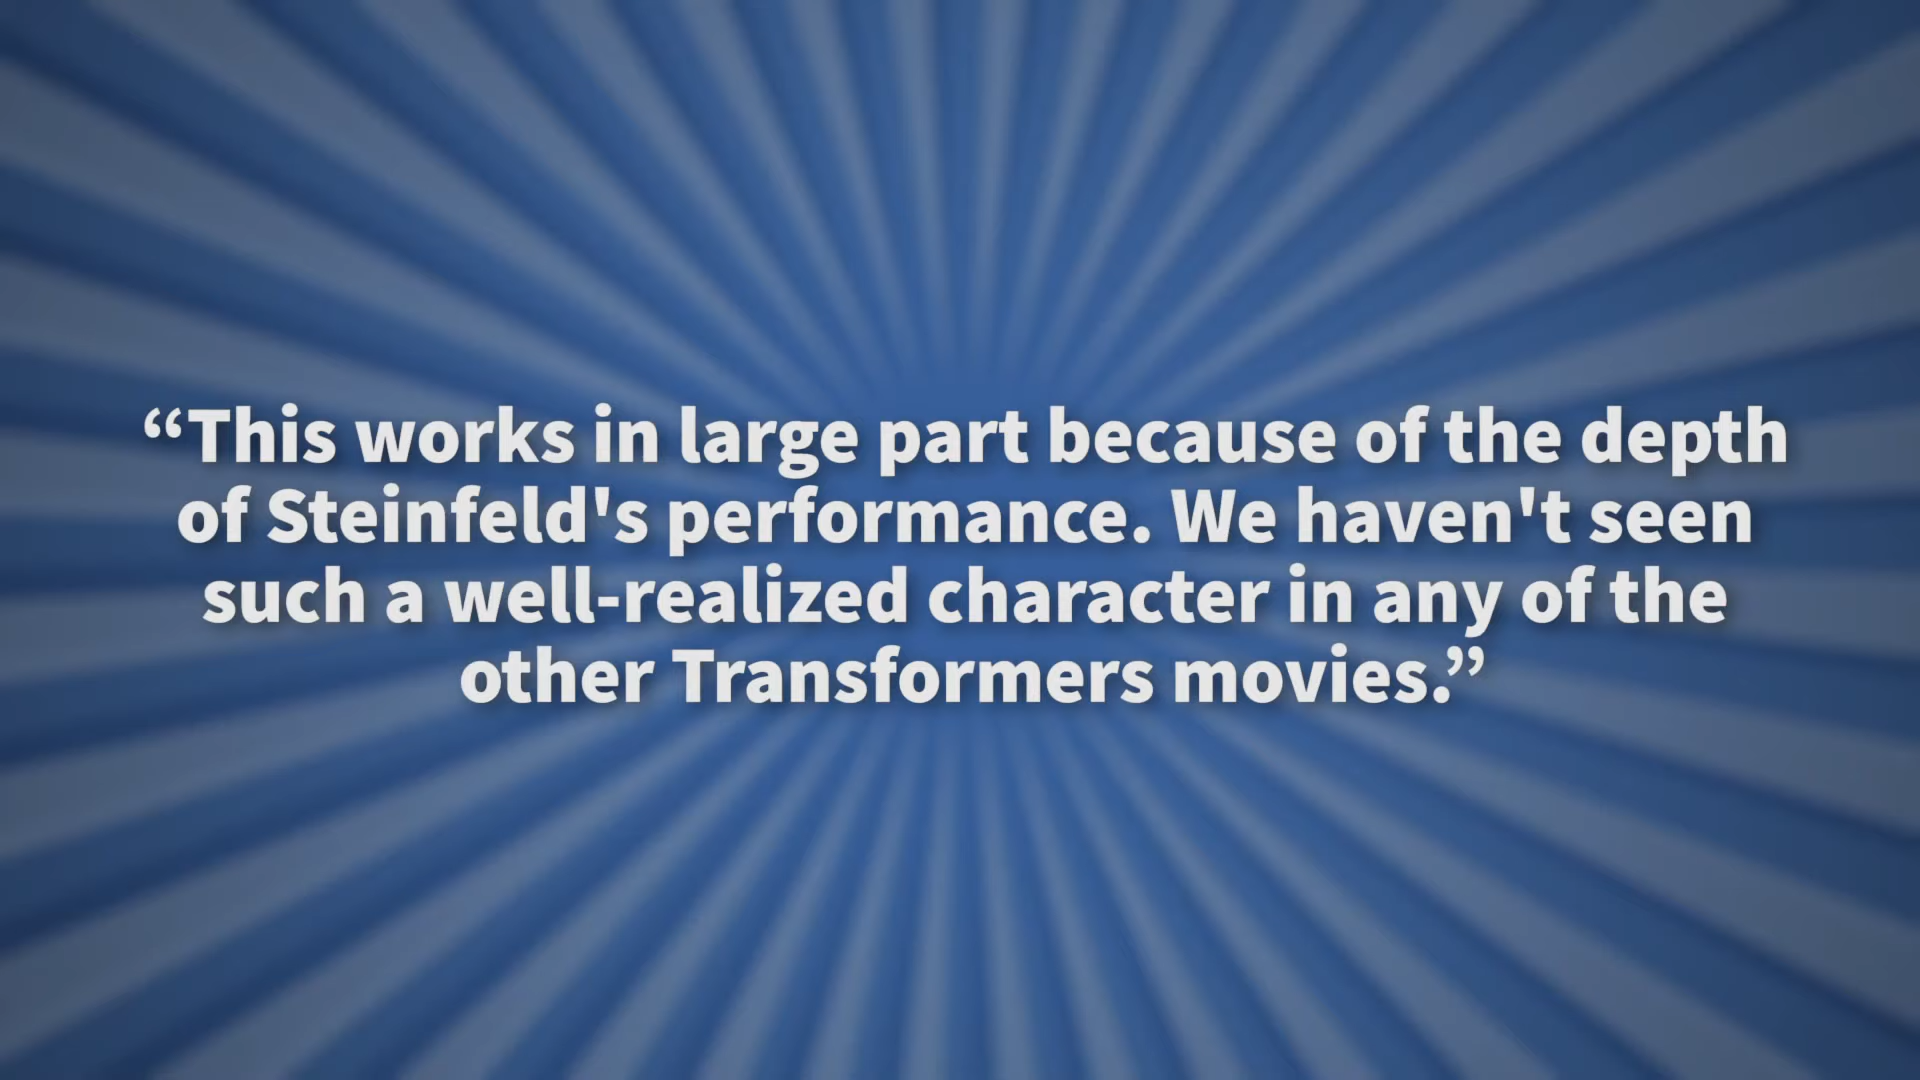 “This works in large part because of the depth
of Steinfeld's performance. We haven't seen
such a well-realized character in any of the
other Transformers movies.”